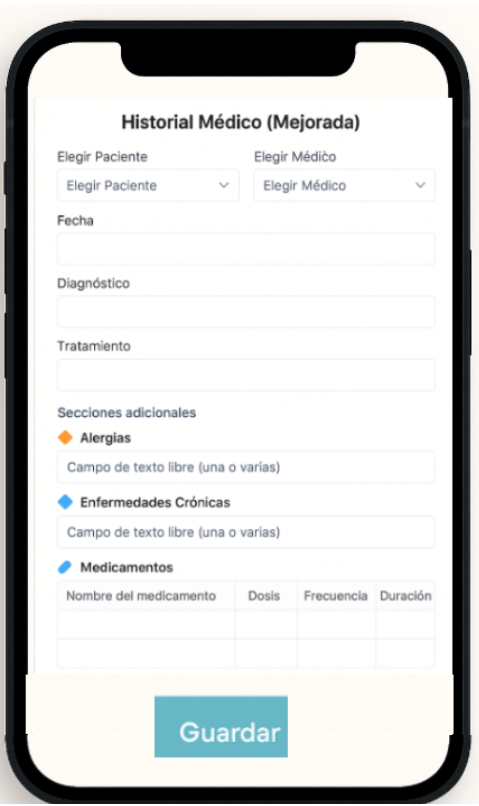 Historial Médico (Mejorada)
Elegir Paciente Elegir Médico
Elegir Paciente Elegir Médico
Fecha
Diagnóstico
Tratamiento
Secciones adicionales
Alergias
Campo de texto libre (una o varias)
Enfermedades Crónicas
Campo de texto libre (una o varias)
Medicamentos
Nombre del medicamento Dosis Frecuencia Duración
Guardar